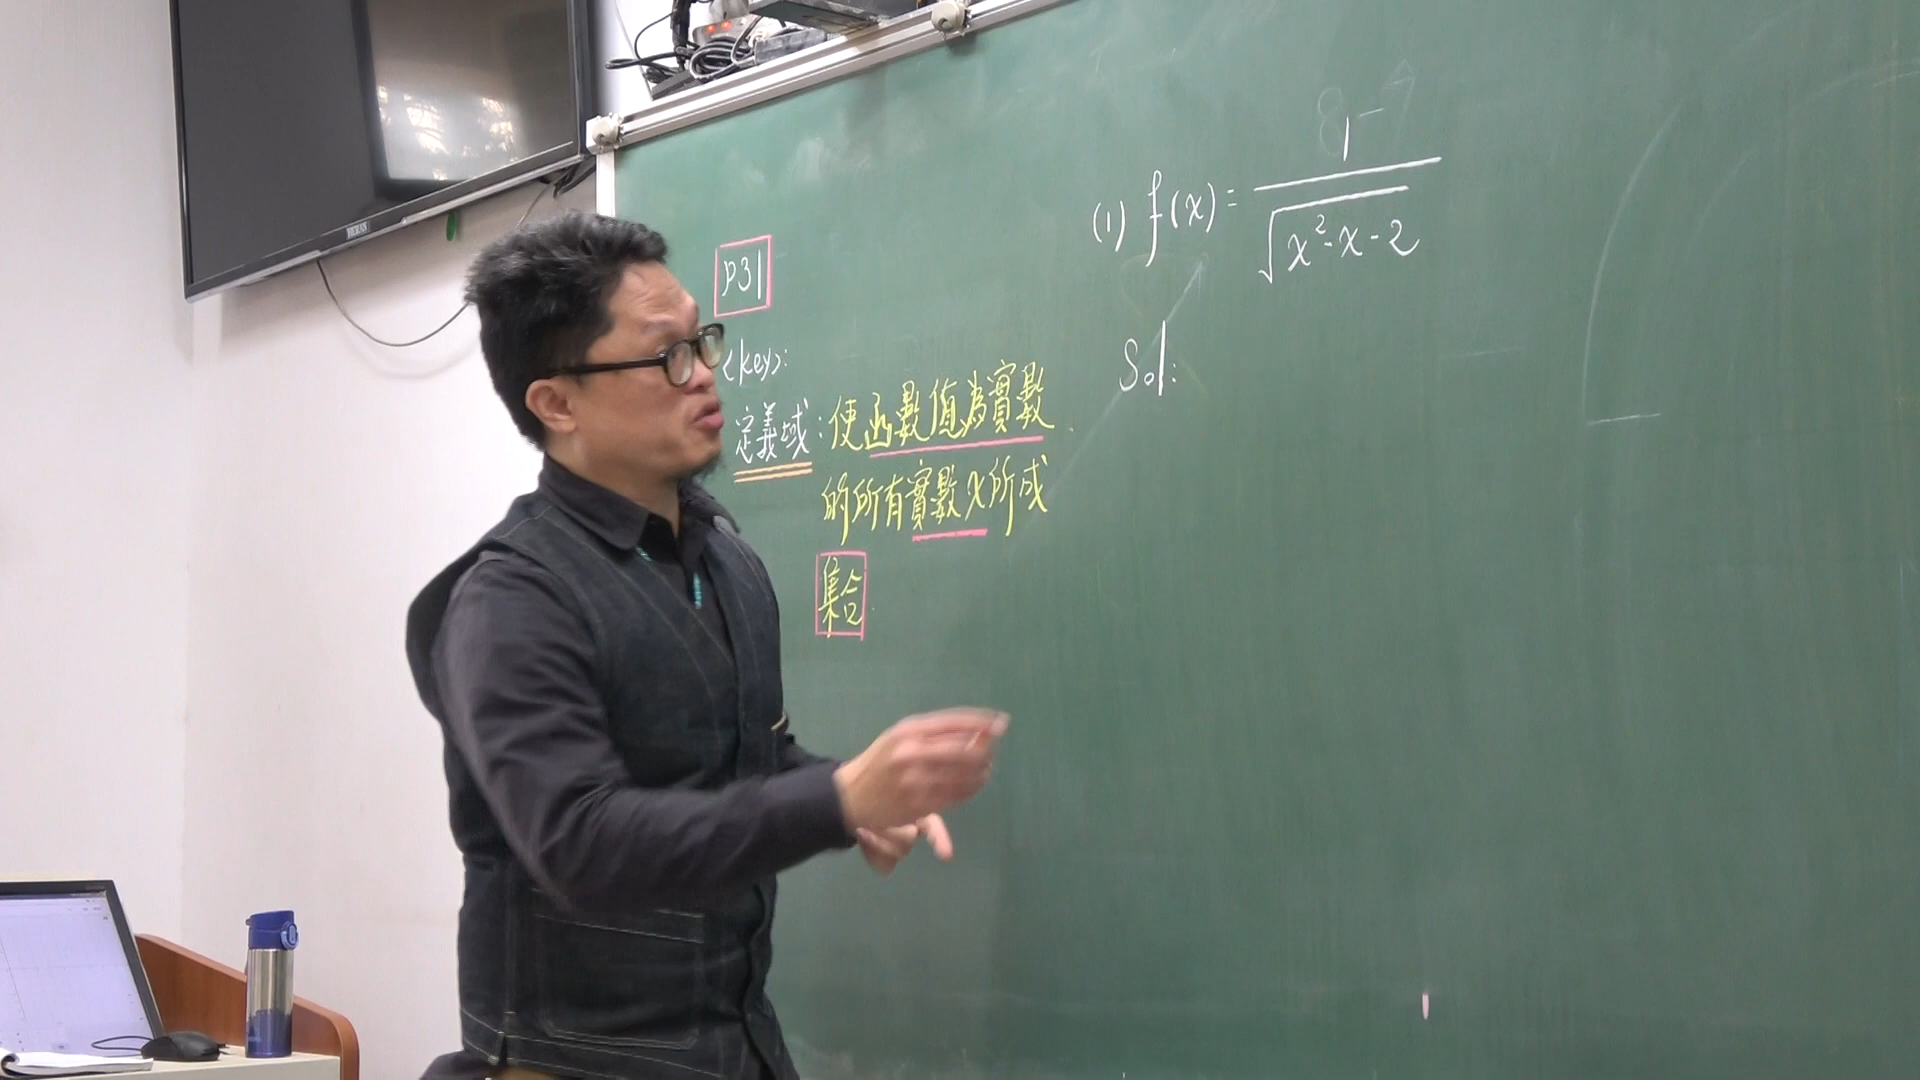 P31
<key>:
定義域:使函數值為實數
的所有實數x所成
集合
(1) f(x)= 1/√(x²-x-2)
Sol:
HERAN